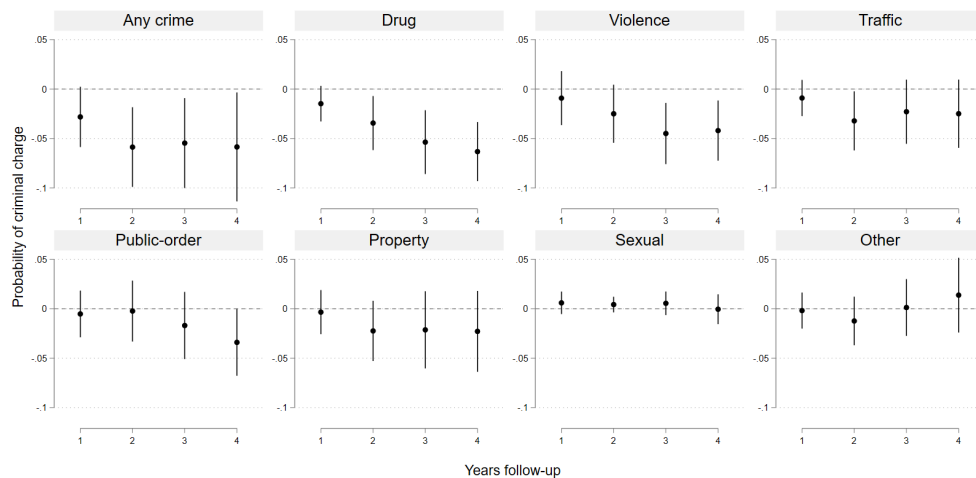 Any crime
Drug
Violence
Traffic
.05
0
-.05
-.1
1 2 3 4
.05
0
-.05
-.1
1 2 3 4
.05
0
-.05
-.1
1 2 3 4
.05
0
-.05
-.1
1 2 3 4
Probability of criminal charge
Public-order
Property
Sexual
Other
.05
0
-.05
-.1
1 2 3 4
.05
0
-.05
-.1
1 2 3 4
.05
0
-.05
-.1
1 2 3 4
.05
0
-.05
-.1
1 2 3 4
Years follow-up